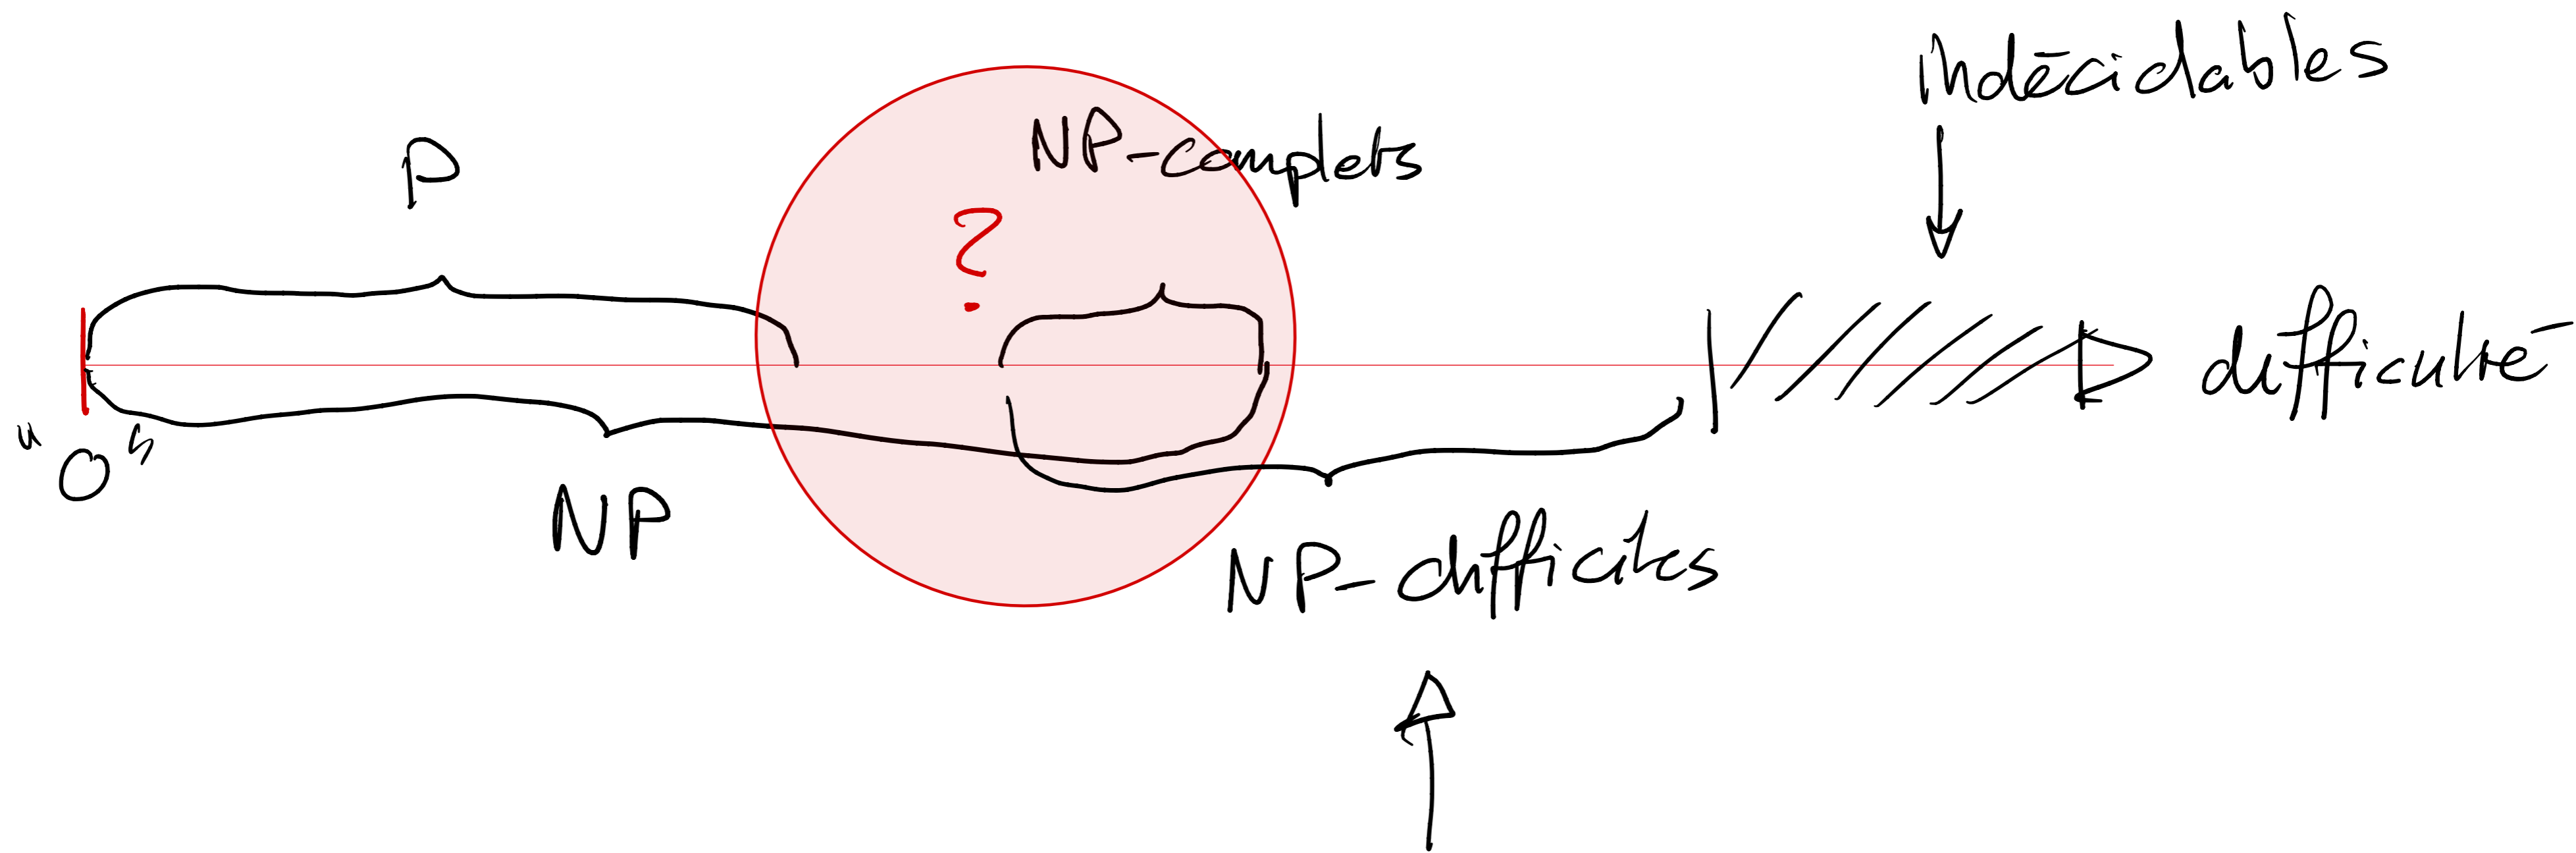 indécidables
NP-complets
P
?
difficulté
"0"
NP
NP-difficiles